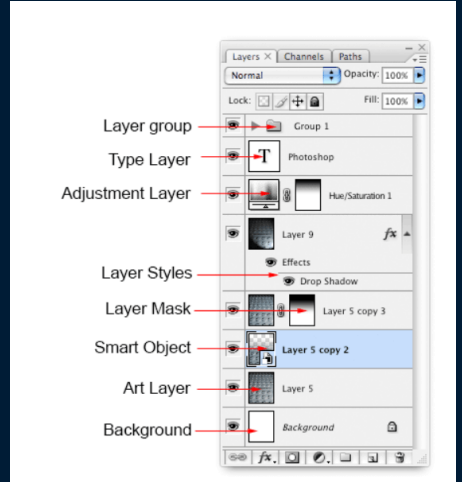 Layers × Channels Paths
Normal Opacity: 100%
Lock: Fill: 100%
Layer group Group 1
Type Layer T Photoshop
Adjustment Layer Hue/Saturation 1
Layer 9 fx
Effects
Layer Styles Drop Shadow
Layer Mask Layer 5 copy 3
Smart Object Layer 5 copy 2
Art Layer Layer 5
Background Background
fx.